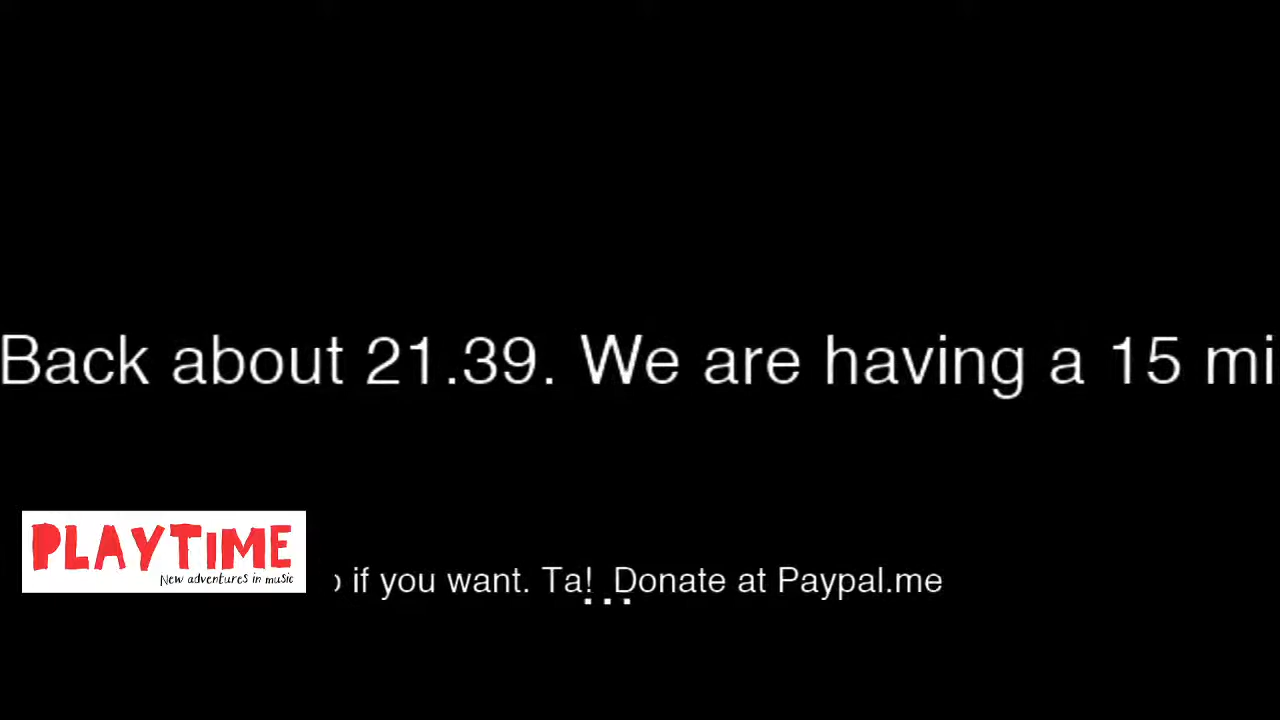 Back about 21.39. We are having a 15 mi
PLAYTIME
New adventures in music
if you want. Ta! Donate at Paypal.me
...